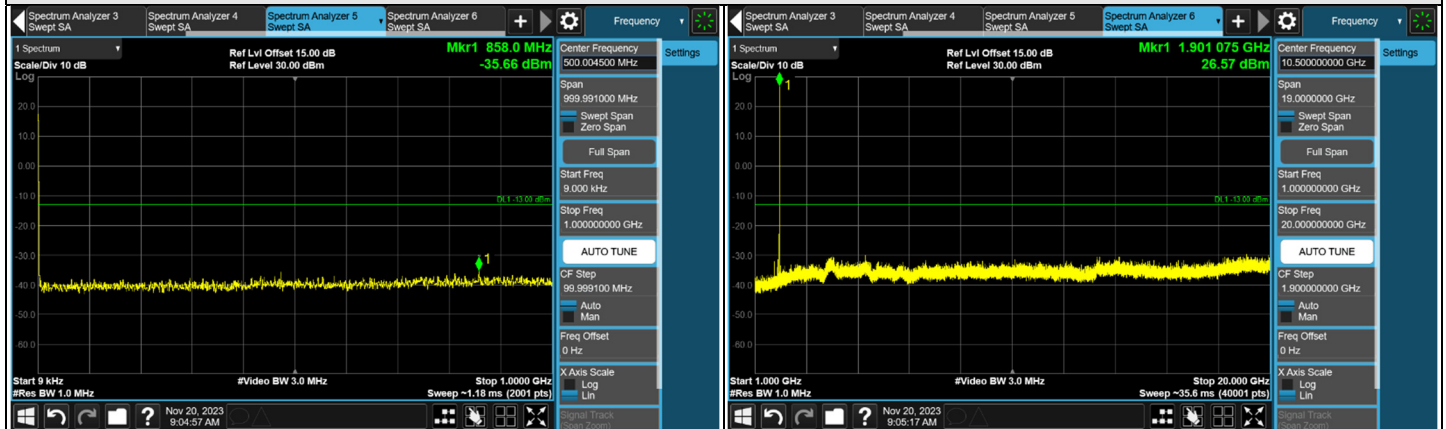 Spectrum Analyzer 3
Swept SA
Spectrum Analyzer 4
Swept SA
Spectrum Analyzer 5
Swept SA
Spectrum Analyzer 6
Swept SA
+
Frequency
1 Spectrum
Scale/Div 10 dB
Log
Ref Lvl Offset 15.00 dB
Ref Level 30.00 dBm
Mkr1 858.0 MHz
-35.66 dBm
20.0
10.0
0.00
-10.0
-20.0
-30.0
-40.0
-50.0
-60.0
DL1 -13.00 dBm
1
Start 9 kHz
#Res BW 1.0 MHz
#Video BW 3.0 MHz
Stop 1.0000 GHz
Sweep ~1.18 ms (2001 pts)
Center Frequency
500.004500 MHz
Settings
Span
999.991000 MHz
Swept Span
Zero Span
Full Span
Start Freq
9.000 kHz
Stop Freq
1.000000000 GHz
AUTO TUNE
CF Step
99.999100 MHz
Auto
Man
Freq Offset
0 Hz
X Axis Scale
Log
Lin
Signal Track
(Span Zoom)
?
Nov 20, 2023
9:04:57 AM
Spectrum Analyzer 3
Swept SA
Spectrum Analyzer 4
Swept SA
Spectrum Analyzer 5
Swept SA
Spectrum Analyzer 6
Swept SA
+
Frequency
1 Spectrum
Scale/Div 10 dB
Log
Ref Lvl Offset 15.00 dB
Ref Level 30.00 dBm
Mkr1 1.901 075 GHz
26.57 dBm
1
20.0
10.0
0.00
-10.0
-20.0
-30.0
-40.0
-50.0
-60.0
DL1 -13.00 dBm
Start 1.000 GHz
#Res BW 1.0 MHz
#Video BW 3.0 MHz
Stop 20.000 GHz
Sweep ~35.6 ms (40001 pts)
Center Frequency
10.500000000 GHz
Settings
Span
19.0000000 GHz
Swept Span
Zero Span
Full Span
Start Freq
1.000000000 GHz
Stop Freq
20.000000000 GHz
AUTO TUNE
CF Step
1.900000000 GHz
Auto
Man
Freq Offset
0 Hz
X Axis Scale
Log
Lin
Signal Track
(Span Zoom)
?
Nov 20, 2023
9:05:17 AM